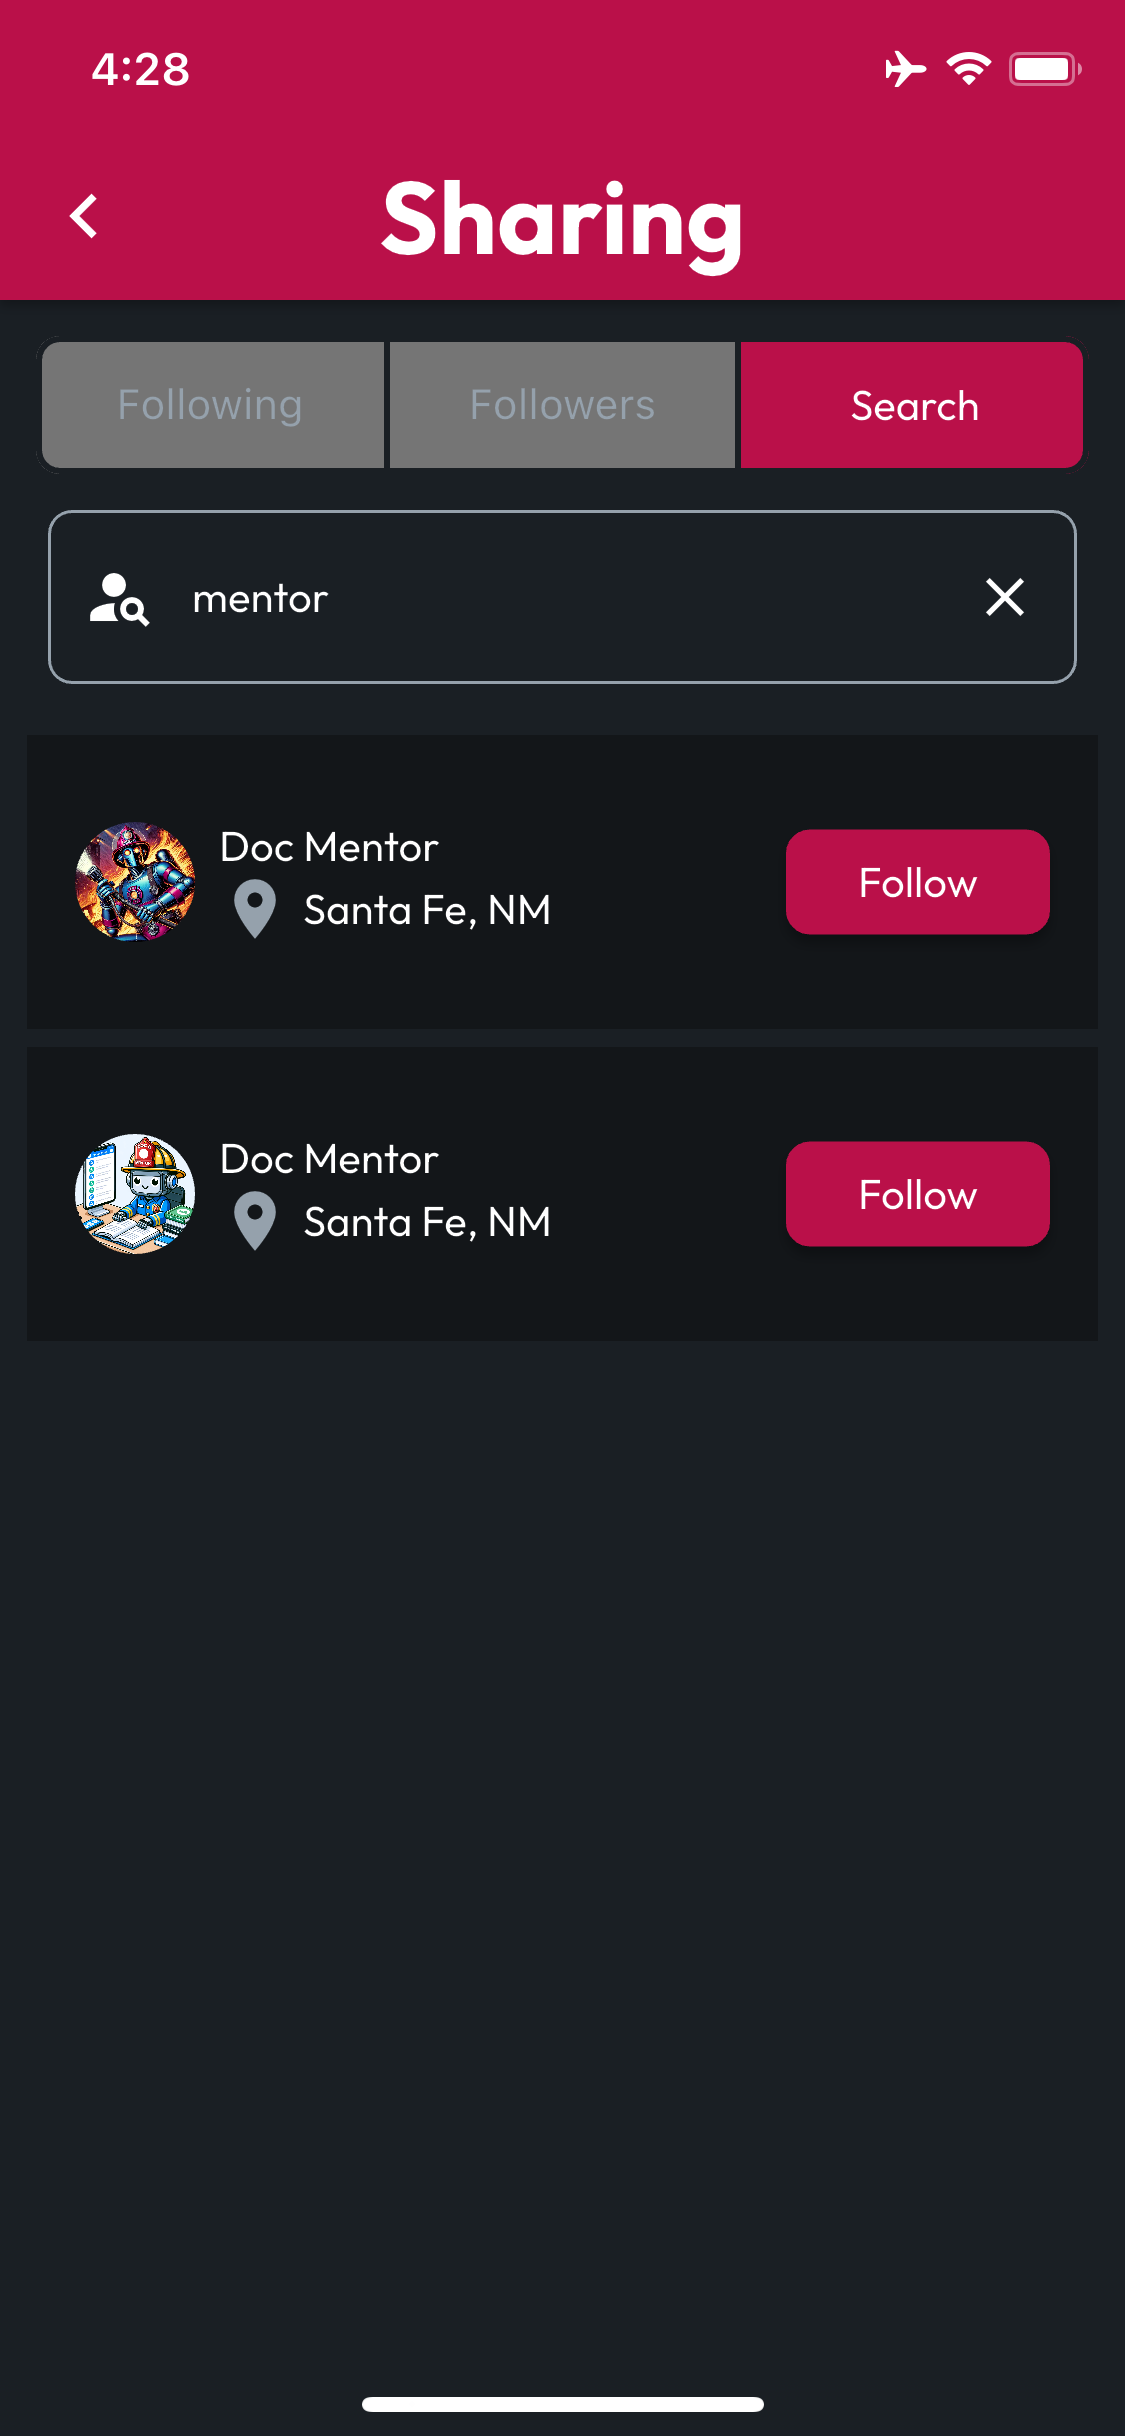 4:28
Sharing
Following Followers Search
mentor
Doc Mentor
Santa Fe, NM
Follow
Doc Mentor
Santa Fe, NM
Follow